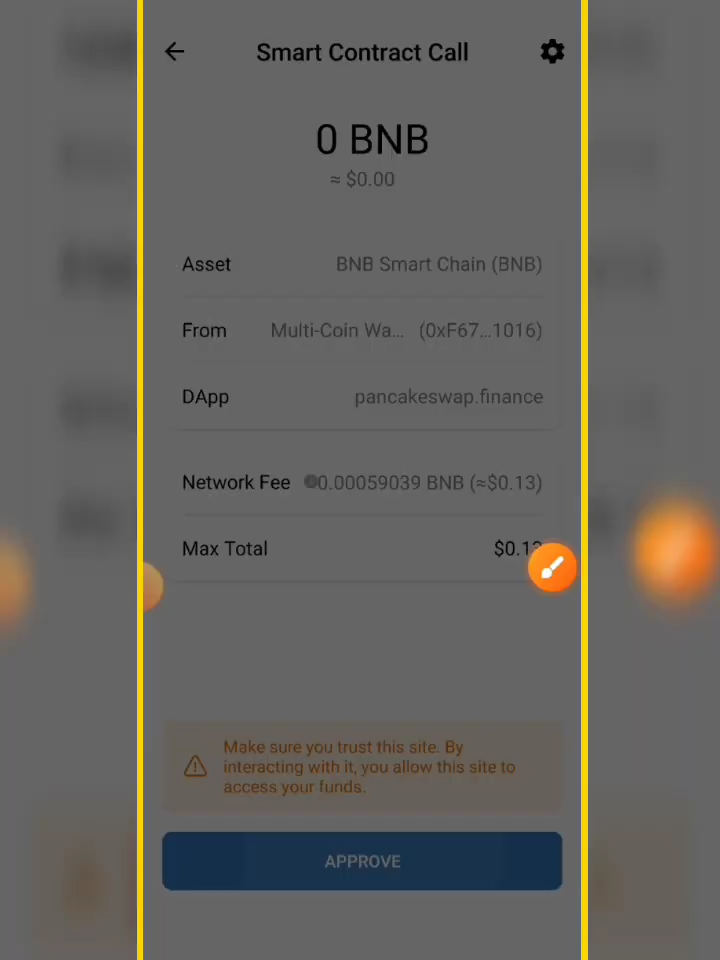 Smart Contract Call
0 BNB
≈ $0.00
Asset BNB Smart Chain (BNB)
From Multi-Coin Wa... (0xF67...1016)
DApp pancakeswap.finance
Network Fee 0.00059039 BNB (≈$0.13)
Max Total $0.13
Make sure you trust this site. By
interacting with it, you allow this site to
access your funds.
APPROVE